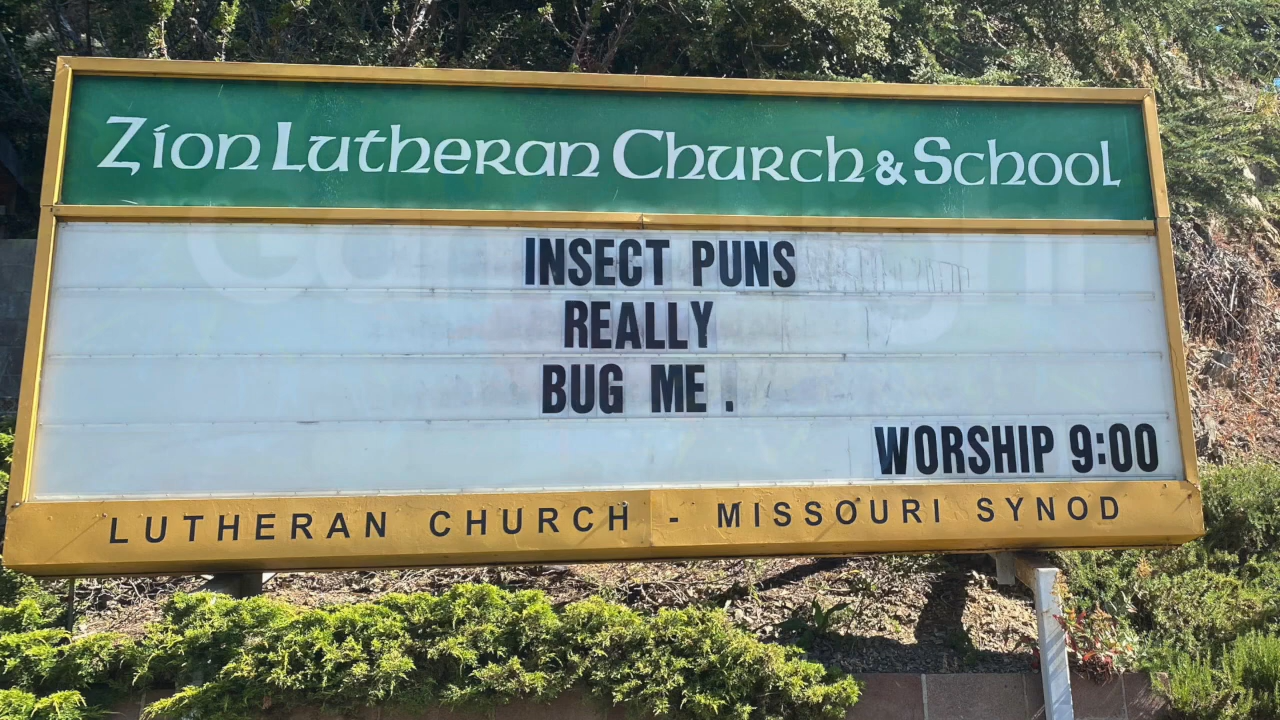 Zion Lutheran Church & School
INSECT PUNS
REALLY
BUG ME .
WORSHIP 9:00
LUTHERAN CHURCH - MISSOURI SYNOD